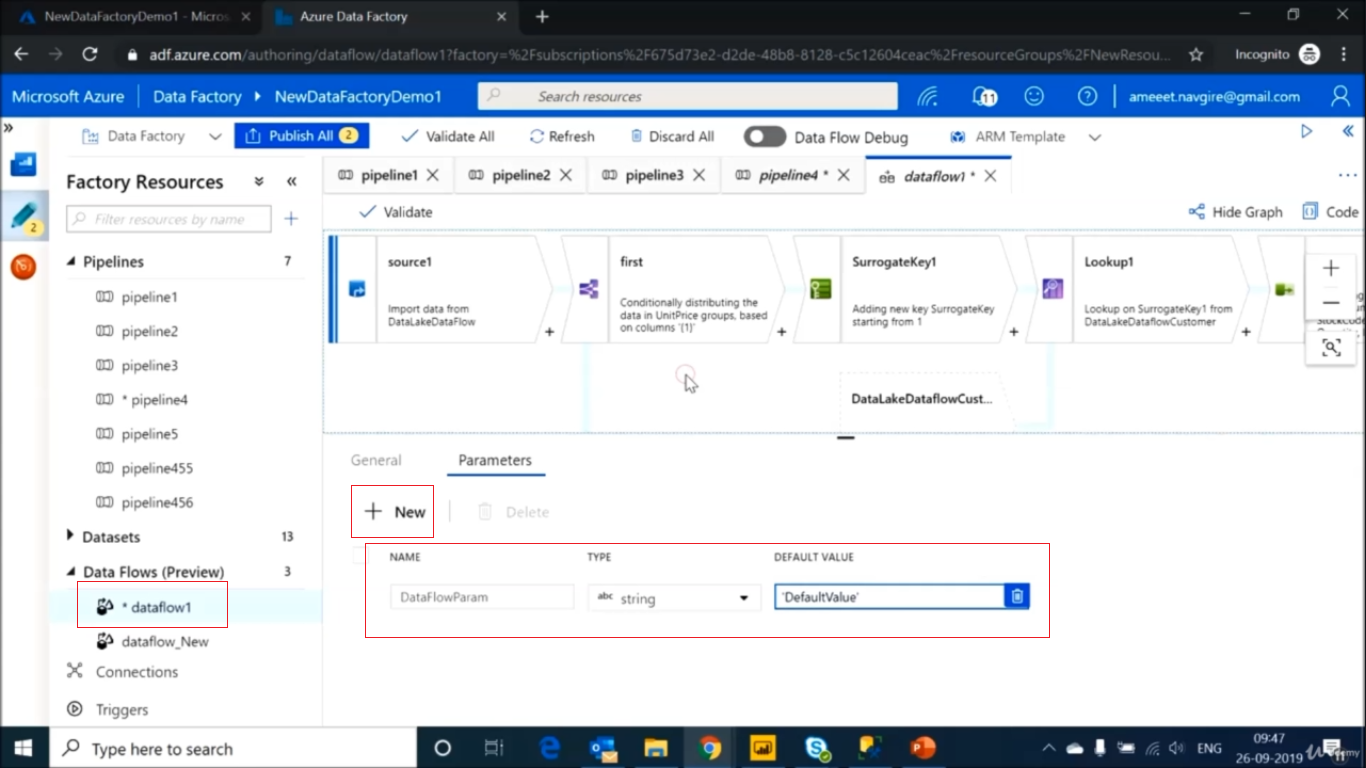 NewDataFactoryDemo1 - Micros
Azure Data Factory
adf.azure.com/authoring/dataflow/dataflow1?factory=%2Fsubscriptions%2F675d73e2-d2de-48b8-8128-c5c12604ceac%2FresourceGroups%2FNewResou...
Incognito
Microsoft Azure
Data Factory
NewDataFactoryDemo1
Search resources
11
ameeet.navgire@gmail.com
Data Factory
Publish All 2
Validate All
Refresh
Discard All
Data Flow Debug
ARM Template
Factory Resources
pipeline1
pipeline2
pipeline3
pipeline4 *
dataflow1 *
2
Filter resources by name
Validate
Hide Graph
Code
Pipelines 7
pipeline1
pipeline2
pipeline3
* pipeline4
pipeline5
pipeline455
pipeline456
Datasets 13
Data Flows (Preview) 3
* dataflow1
dataflow_New
Connections
Triggers
source1
Import data from
DataLakeDataFlow
first
Conditionally distributing the
data in UnitPrice groups, based
on columns '{1}'
SurrogateKey1
Adding new key SurrogateKey
starting from 1
Lookup1
Lookup on SurrogateKey1 from
DataLakeDataflowCustomer
StockCode
DataLakeDataflowCust...
General
Parameters
New
Delete
NAME TYPE DEFAULT VALUE
DataFlowParam abc string 'DefaultValue'
Type here to search
ENG
09:47
26-09-2019
11